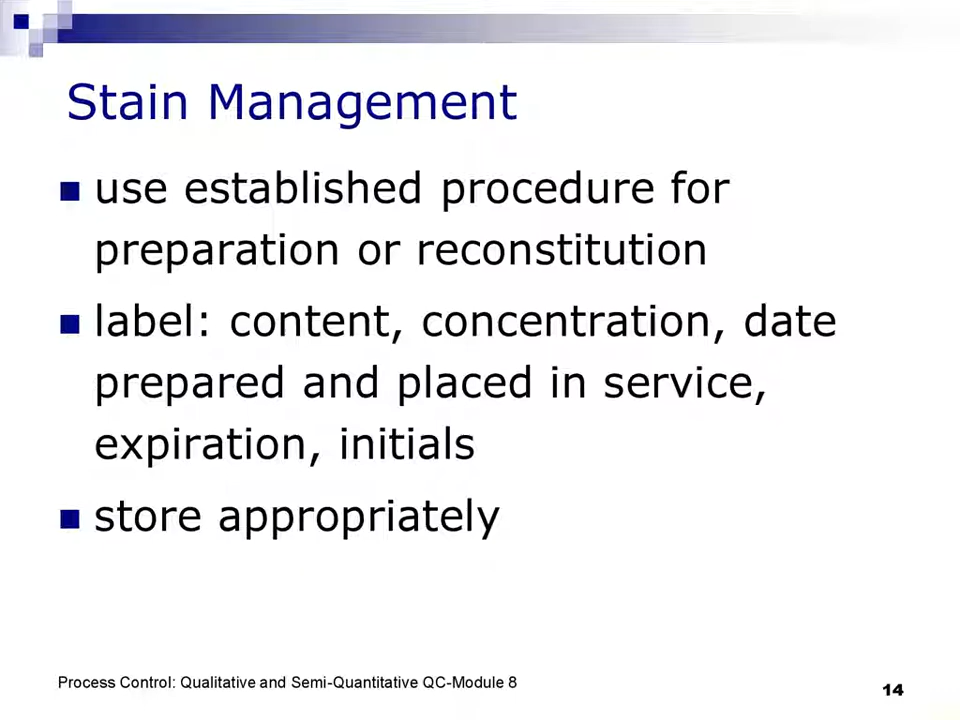 Stain Management
use established procedure for
preparation or reconstitution
label: content, concentration, date
prepared and placed in service,
expiration, initials
store appropriately
Process Control: Qualitative and Semi-Quantitative QC-Module 8
14